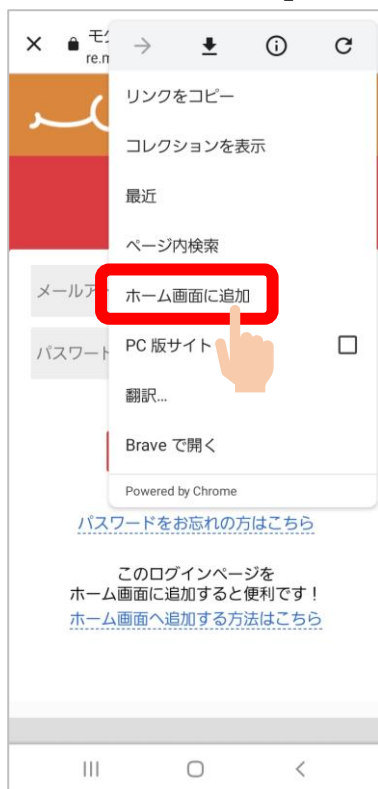 モグ
re.m
リンクをコピー
コレクションを表示
最近
ページ内検索
メールア
ホーム画面に追加
パスワート
PC 版サイト
翻訳...
Brave で開く
Powered by Chrome
パスワードをお忘れの方はこちら
このログインページを
ホーム画面に追加すると便利です！
ホーム画面へ追加する方法はこちら